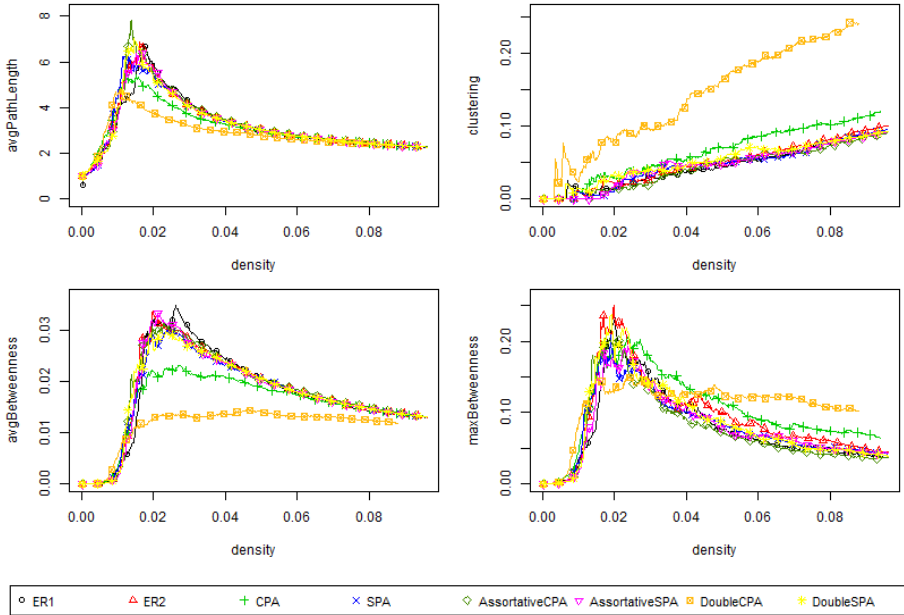 avgPathLength
0 2 4 6 8
0.00 0.02 0.04 0.06 0.08
density
clustering
0.00 0.10 0.20
0.00 0.02 0.04 0.06 0.08
density
avgBetweenness
0.00 0.01 0.02 0.03
0.00 0.02 0.04 0.06 0.08
density
maxBetweenness
0.00 0.10 0.20
0.00 0.02 0.04 0.06 0.08
density
ER1 ER2 CPA SPA AssortativeCPA AssortativeSPA DoubleCPA DoubleSPA